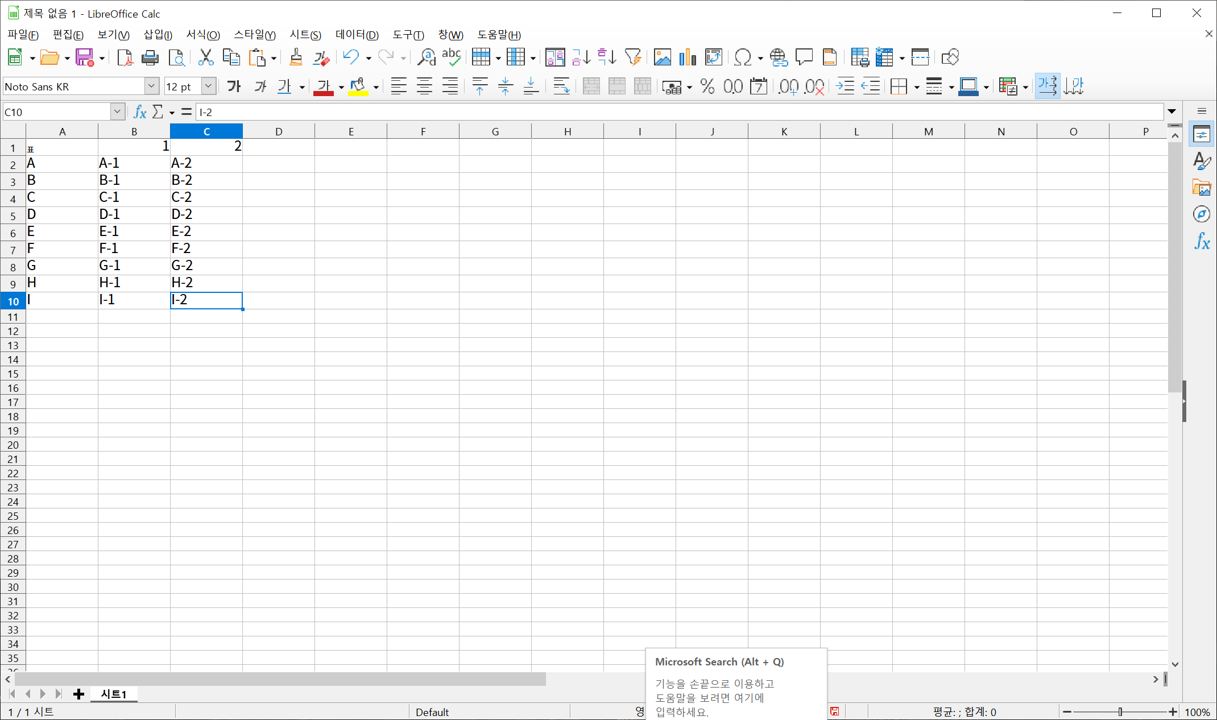 제목 없음 1 - LibreOffice Calc
파일(F) 편집(E) 보기(V) 삽입(I) 서식(O) 스타일(Y) 시트(S) 데이터(D) 도구(T) 창(W) 도움말(H)
Noto Sans KR 12 pt
C10 I-2
A B C D E F G H I J K L M N O P
1 표 1 2
2 A A-1 A-2
3 B B-1 B-2
4 C C-1 C-2
5 D D-1 D-2
6 E E-1 E-2
7 F F-1 F-2
8 G G-1 G-2
9 H H-1 H-2
10 I I-1 I-2
11
12
13
14
15
16
17
18
19
20
21
22
23
24
25
26
27
28
29
30
31
32
33
34
35
Microsoft Search (Alt + Q)
기능을 손끝으로 이용하고
도움말을 보려면 여기에
입력하세요.
시트1
1 / 1 시트 Default 평균: ; 합계: 0 100%